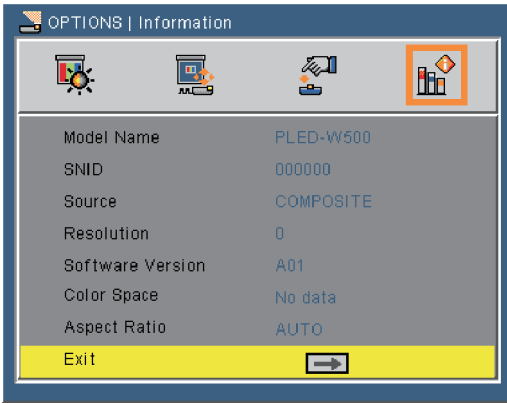 OPTIONS | Information
Model Name PLED-W500
SNID 000000
Source COMPOSITE
Resolution 0
Software Version A01
Color Space No data
Aspect Ratio AUTO
Exit